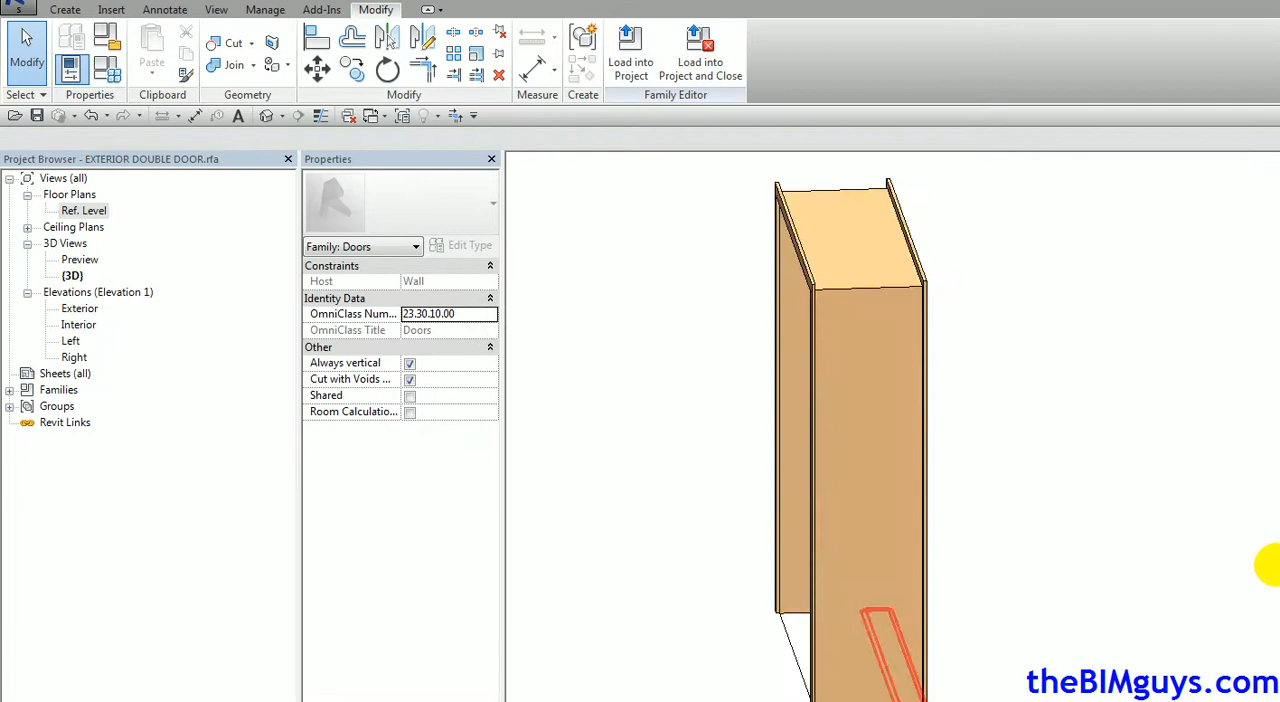 S
Create Insert Annotate View Manage Add-Ins Modify
Modify
Cut
Join
Paste
Load into
Project
Load into
Project and Close
Select Properties Clipboard Geometry Modify Measure Create Family Editor
A
Project Browser - EXTERIOR DOUBLE DOOR.rfa
Views (all)
Floor Plans
Ref. Level
Ceiling Plans
3D Views
Preview
{3D}
Elevations (Elevation 1)
Exterior
Interior
Left
Right
Sheets (all)
Families
Groups
Revit Links
Properties
Family: Doors
Edit Type
Constraints
Host Wall
Identity Data
OmniClass Num... 23.30.10.00
OmniClass Title Doors
Other
Always vertical
Cut with Voids ...
Shared
Room Calculatio...
theBIMguys.com